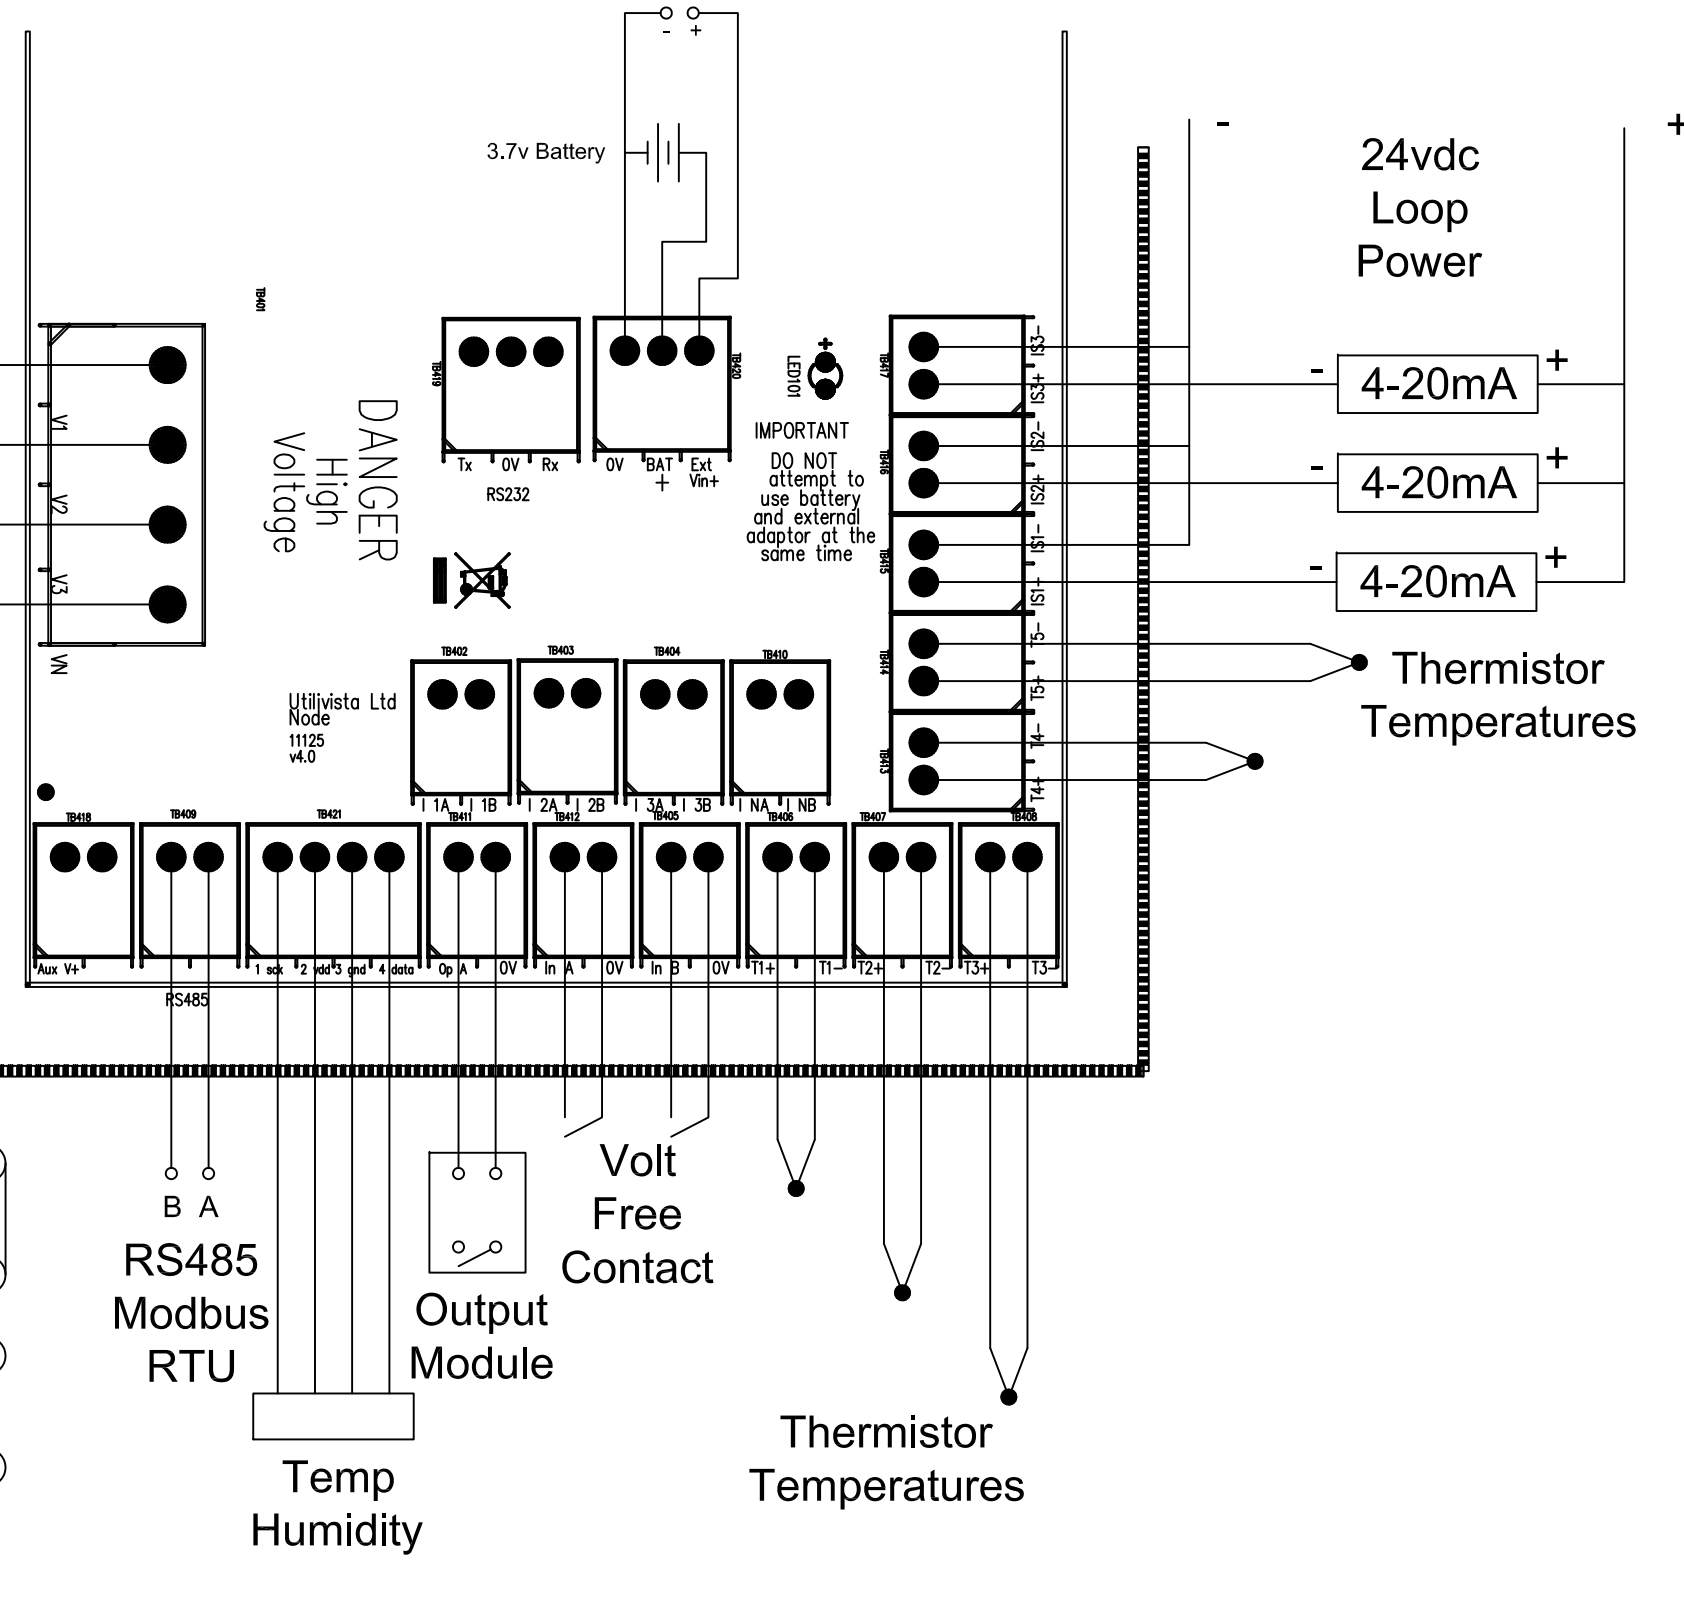 - +
3.7v Battery
- +
24vdc
Loop
Power
TB401
V1
V2
V3
VN
DANGER
High
Voltage
TB419
Tx 0V Rx
RS232
TB420
0V BAT + Ext Vin+
LED101
+
IMPORTANT
DO NOT
attempt to
use battery
and external
adaptor at the
same time
TB417
IS3-
IS3+
- 4-20mA +
TB416
IS2-
IS2+
- 4-20mA +
TB415
IS1-
IS1+
- 4-20mA +
TB414
T5-
T5+
Thermistor
Temperatures
TB413
T4-
T4+
Utilivista Ltd
Node
11125
v4.0
TB402 TB403 TB404 TB410
I 1A I 1B I 2A I 2B I 3A I 3B I NA I NB
TB418 TB409 TB421 TB411 TB412 TB405 TB406 TB407 TB408
Aux V+ 1 sck 2 vdd 3 gnd 4 data Op A 0V In A 0V In B 0V T1+ T1- T2+ T2- T3+ T3-
RS485
B A
RS485
Modbus
RTU
Temp
Humidity
Output
Module
Volt
Free
Contact
Thermistor
Temperatures